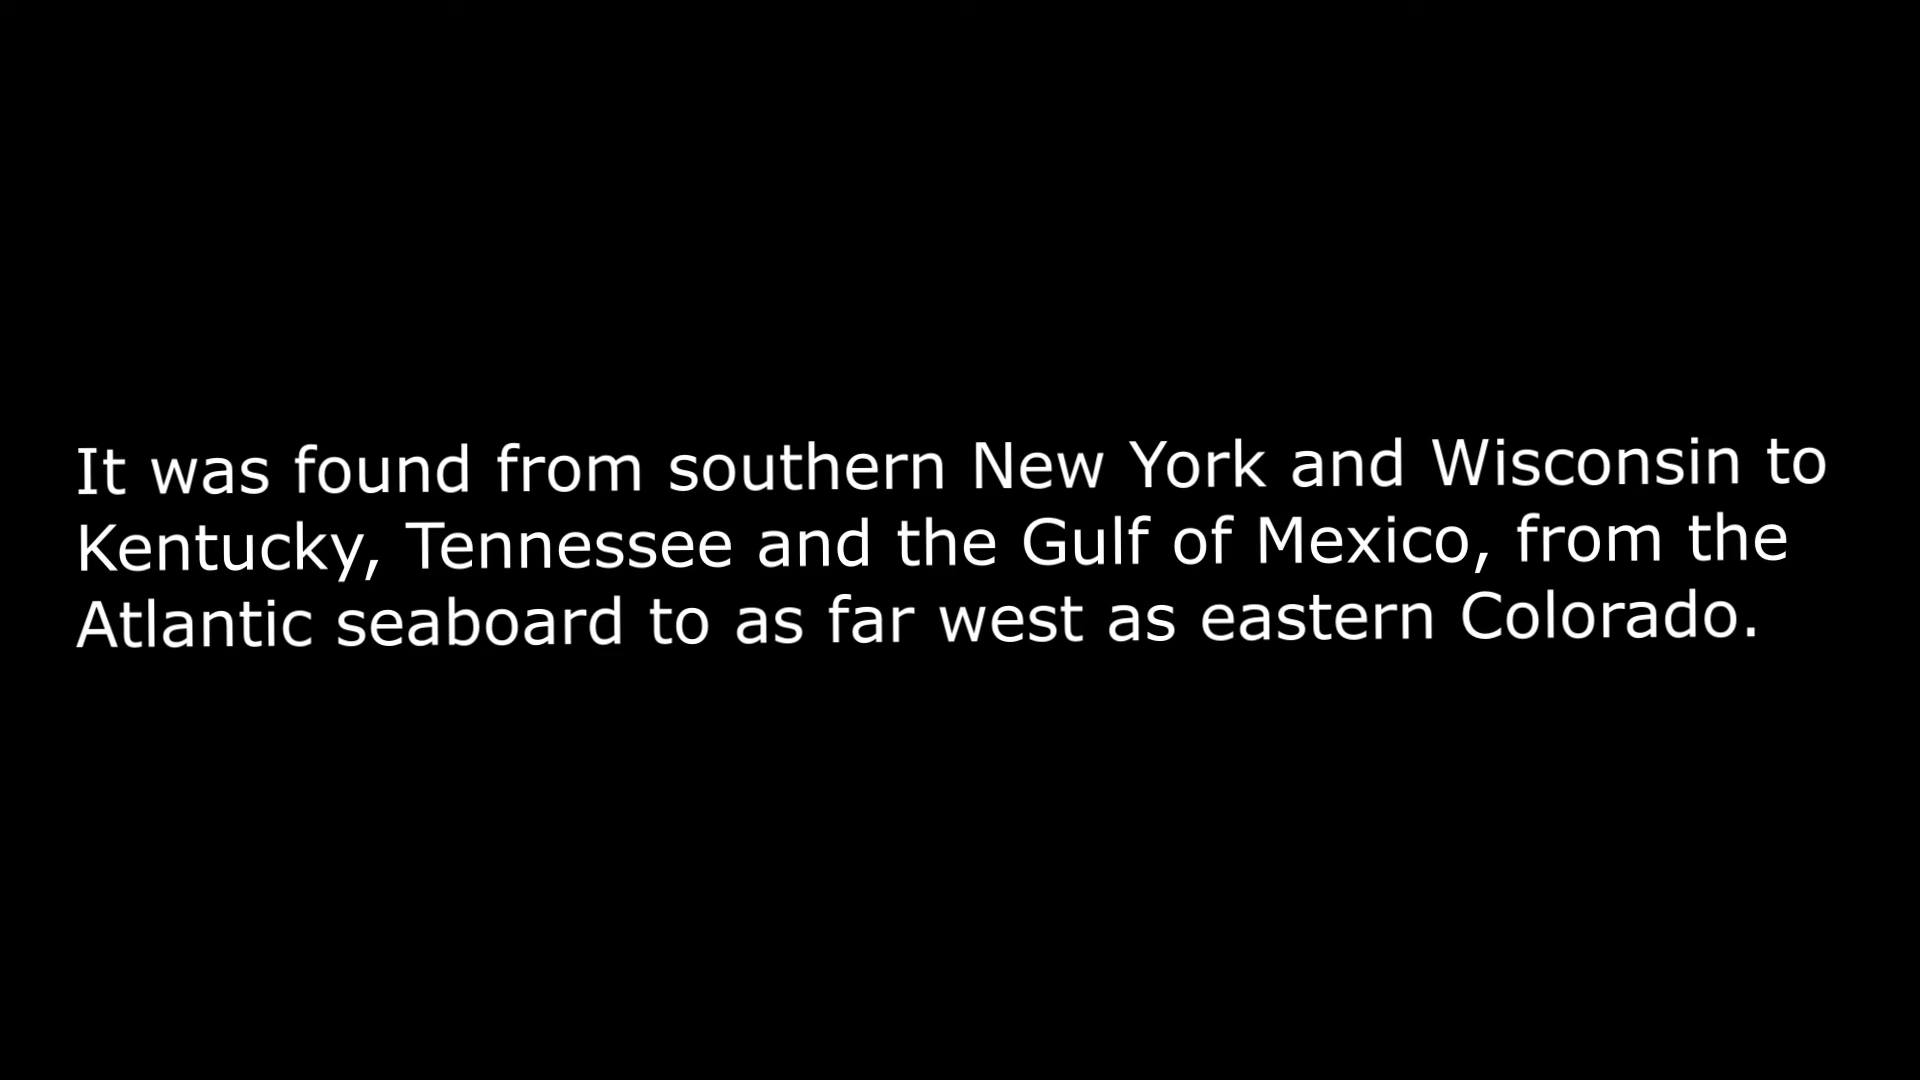 It was found from southern New York and Wisconsin to
Kentucky, Tennessee and the Gulf of Mexico, from the
Atlantic seaboard to as far west as eastern Colorado.